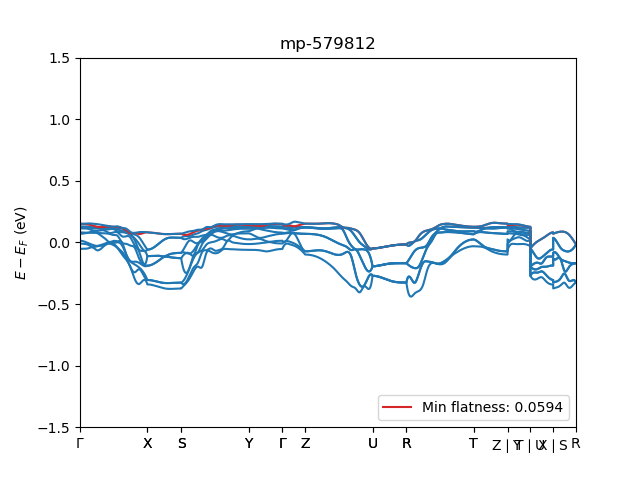 mp-579812
E − E_F (eV)
1.5
1.0
0.5
0.0
−0.5
−1.0
−1.5
Min flatness: 0.0594
Γ X S Y Γ Z U R T Z | Y T | U X | S R